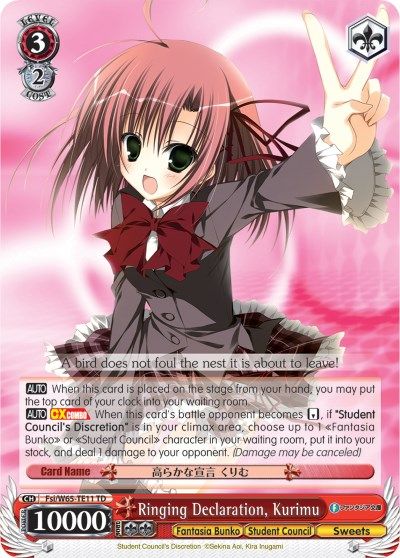 LEVEL
3
2
COST
A bird does not foul the nest it is about to leave!
AUTO When this card is placed on the stage from your hand, you may put
the top card of your clock into your waiting room.
AUTO CXCOMBO When this card's battle opponent becomes, if "Student
Council's Discretion" is in your climax area, choose up to 1 «Fantasia
Bunko» or «Student Council» character in your waiting room, put it into your
stock, and deal 1 damage to your opponent. (Damage may be canceled)
Card Name 高らかな宣言 くりむ
CH FsI/W65-TE11 TD
POWER 10000
Ringing Declaration, Kurimu
Fantasia Bunko Student Council Sweets
Student Council's Discretion ©Sekina Aoi, Kira Inugami